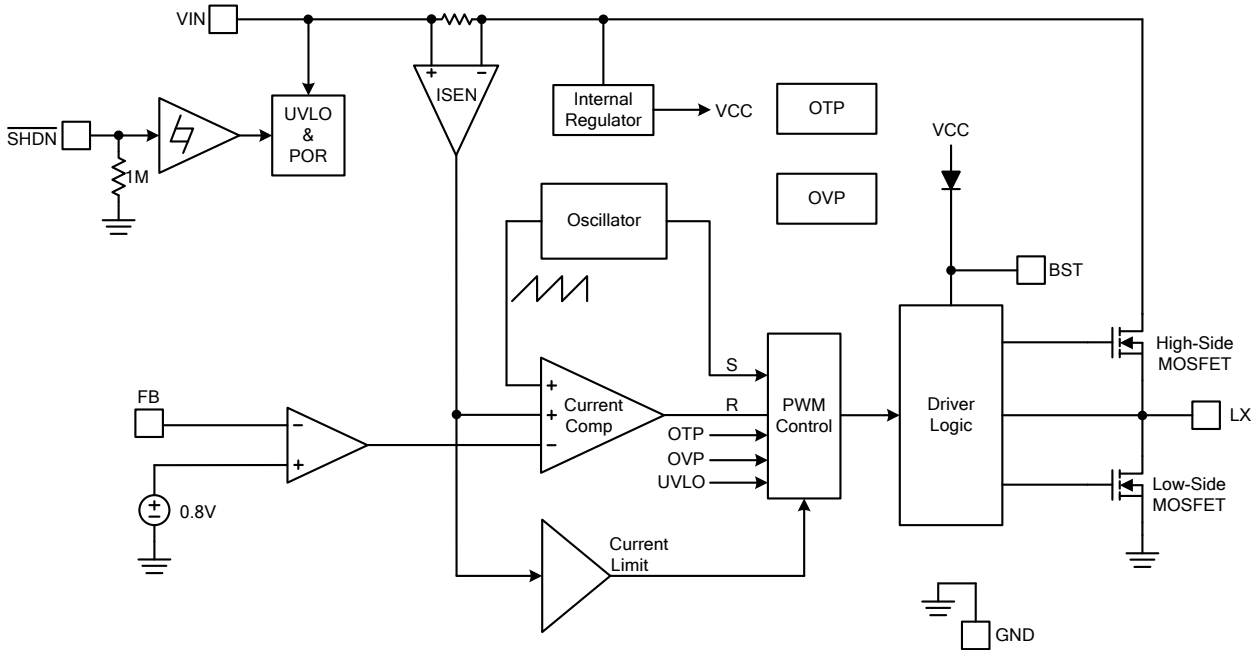 VIN
+ −
ISEN
Internal
Regulator
VCC
OTP
SHDN
UVLO
&
POR
1M
VCC
OVP
Oscillator
BST
High-Side
MOSFET
S
FB
+
+
−
Current
Comp
R
PWM
Control
Driver
Logic
LX
−
+
OTP
OVP
UVLO
Low-Side
MOSFET
+
−
0.8V
Current
Limit
GND